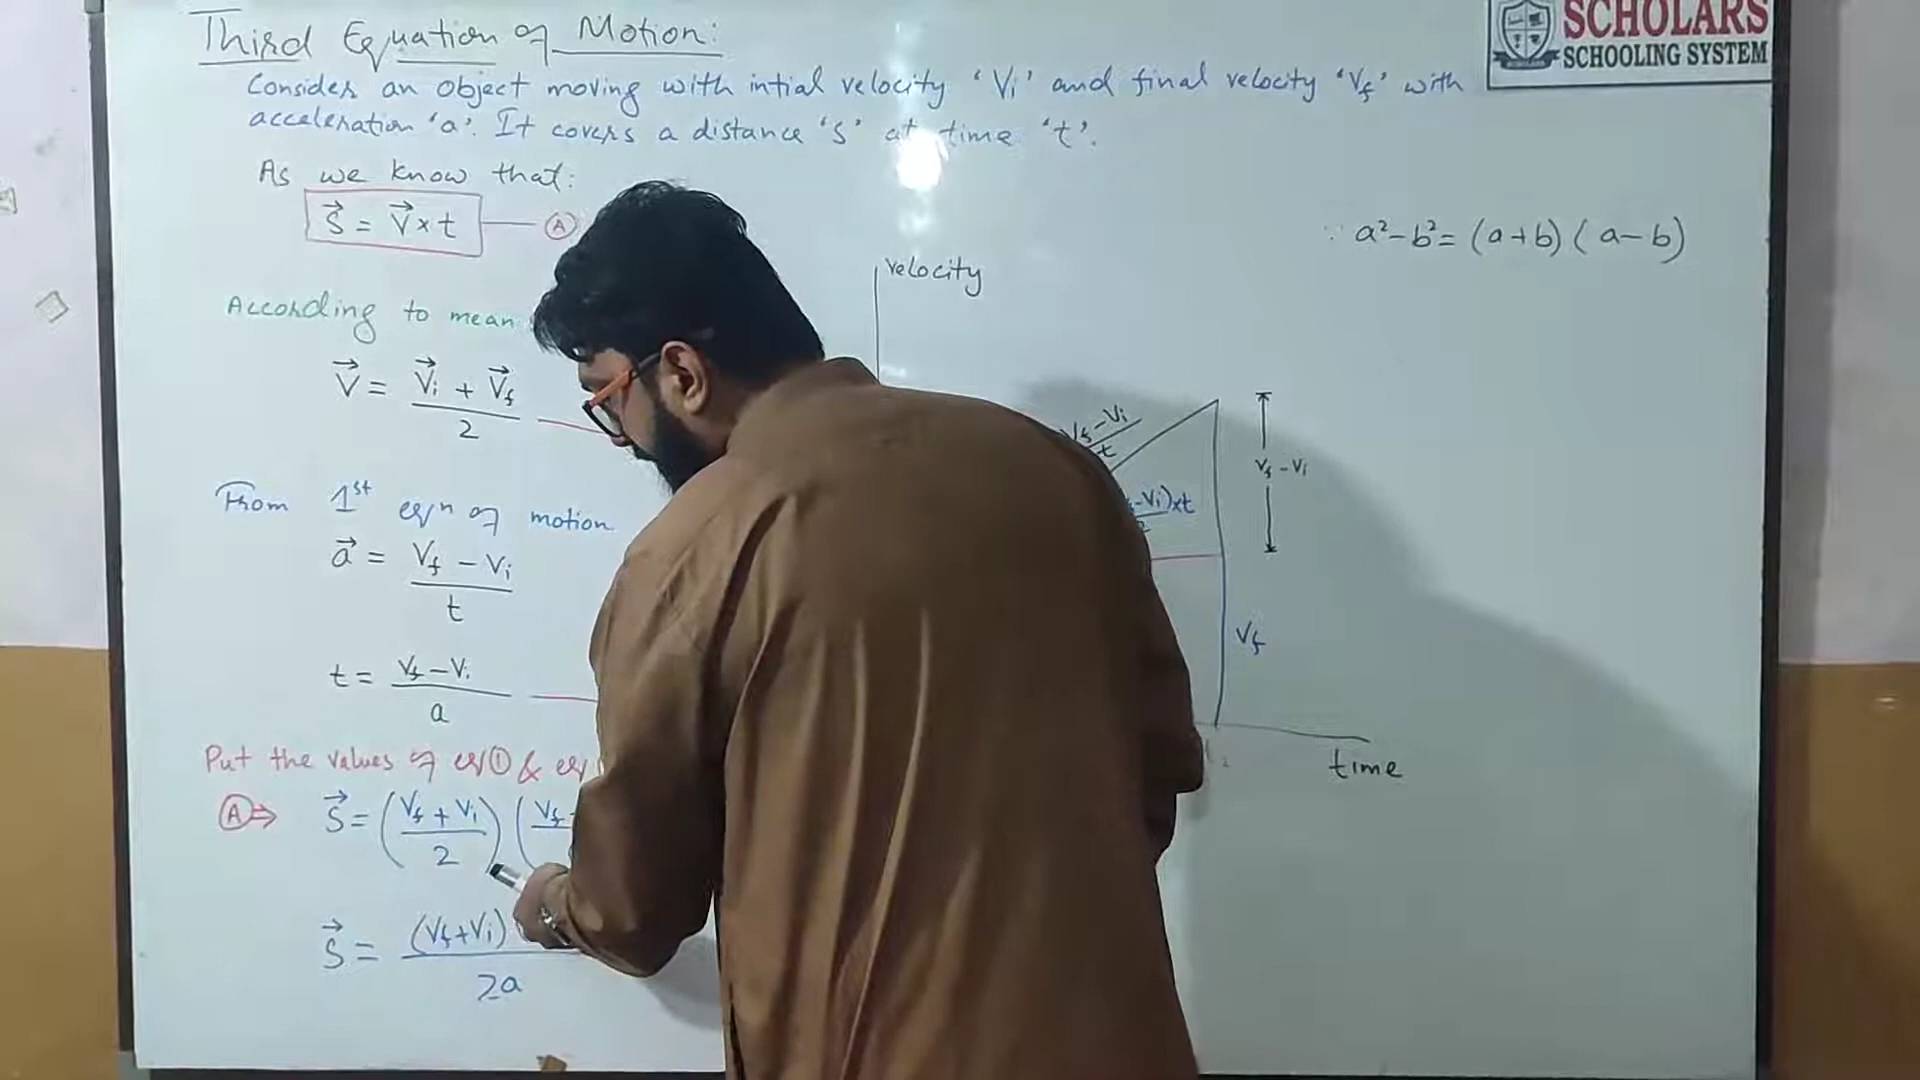 Third Equation of Motion:
Consider an object moving with intial velocity 'Vi' and final velocity 'Vf' with
acceleration 'a'. It covers a distance 's' at time 't'.
As we know that:
S⃗ = V⃗ × t — Ⓐ
According to mean
V⃗ = (V⃗i + V⃗f)/2
From 1st eqn of motion
a⃗ = (Vf - Vi)/t
t = (Vf - Vi)/a
Put the values of eq① & eq
Ⓐ⇒ S⃗ = ((Vf + Vi)/2) (Vf
S⃗ = (Vf+Vi)/2a
velocity
Vf - Vi
t
-Vi)xt
2
Vf - Vi
Vf
time
∵ a²-b² = (a+b) (a-b)
SCHOLARS
SCHOOLING SYSTEM